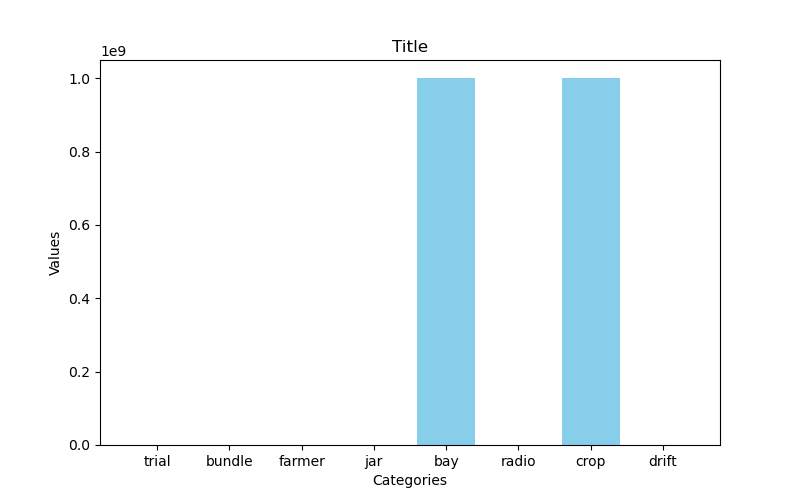 Title
1e9
1.0
0.8
0.6
0.4
0.2
0.0
Values
trial bundle farmer jar bay radio crop drift
Categories